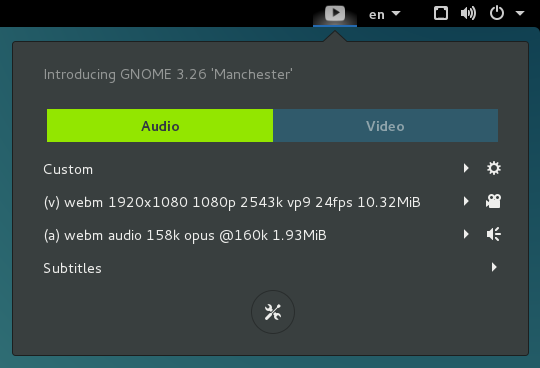 en
Introducing GNOME 3.26 'Manchester'
Audio Video
Custom
(v) webm 1920x1080 1080p 2543k vp9 24fps 10.32MiB
(a) webm audio 158k opus @160k 1.93MiB
Subtitles